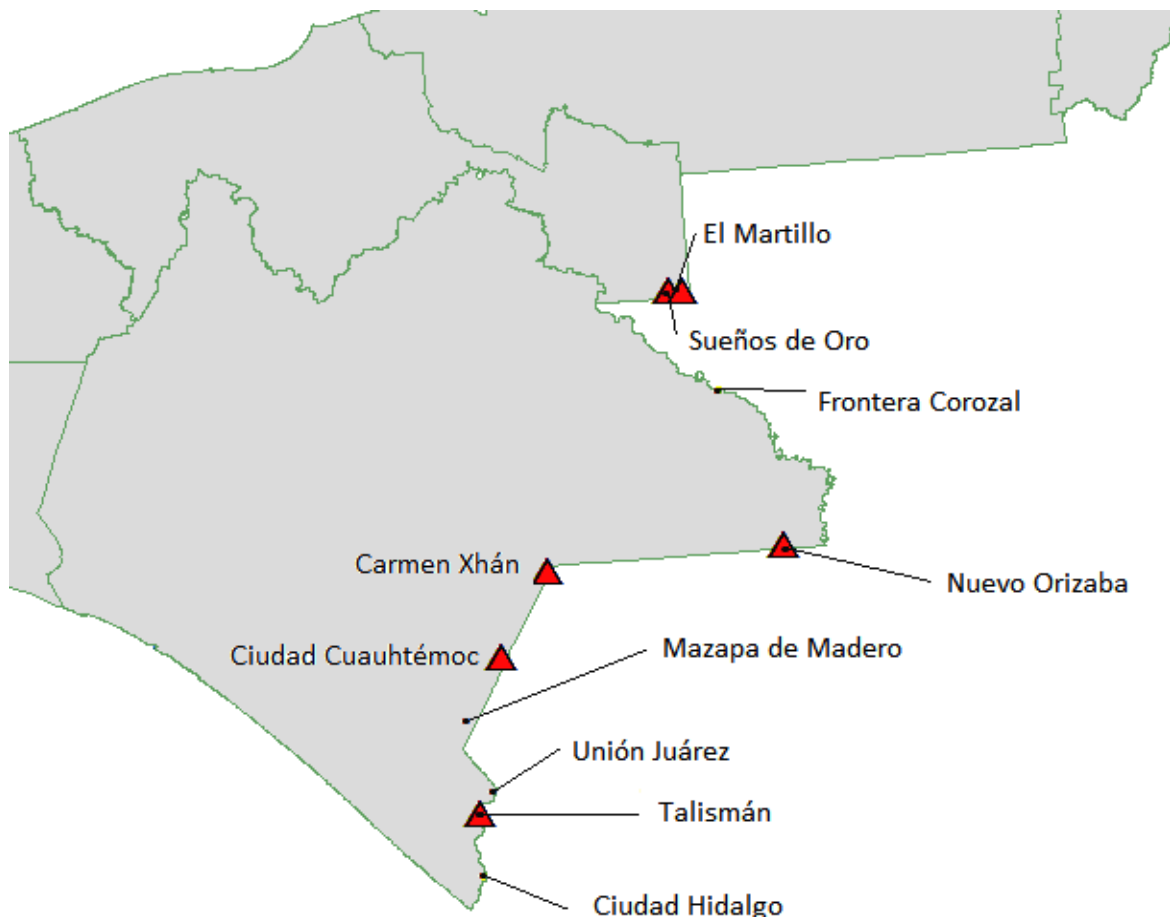 El Martillo
Sueños de Oro
Frontera Corozal
Carmen Xhán
Nuevo Orizaba
Ciudad Cuauhtémoc
Mazapa de Madero
Unión Juárez
Talismán
Ciudad Hidalgo